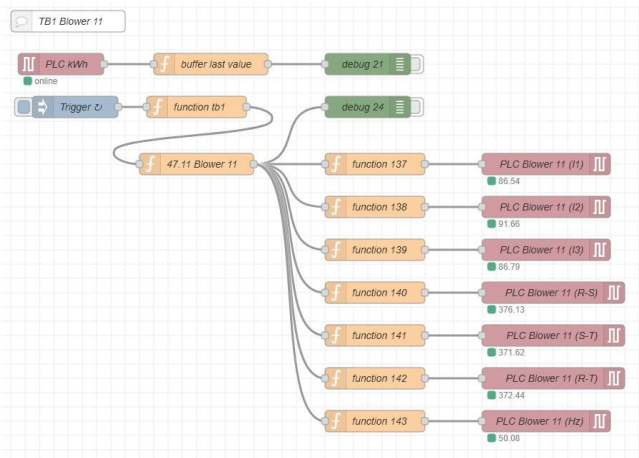 TB1 Blower 11
PLC kWh
buffer last value
debug 21
online
Trigger ↻
function tb1
debug 24
47.11 Blower 11
function 137
PLC Blower 11 (I1)
86.54
function 138
PLC Blower 11 (I2)
91.66
function 139
PLC Blower 11 (I3)
86.79
function 140
PLC Blower 11 (R-S)
376.13
function 141
PLC Blower 11 (S-T)
371.62
function 142
PLC Blower 11 (R-T)
372.44
function 143
PLC Blower 11 (Hz)
50.08